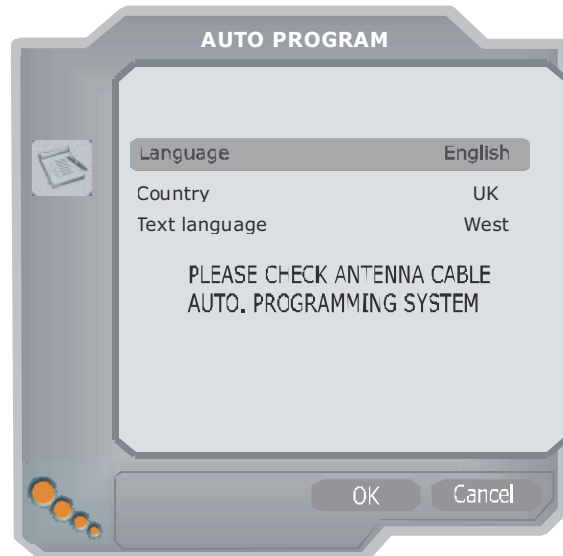 AUTO PROGRAM
Language English
Country UK
Text language West
PLEASE CHECK ANTENNA CABLE
AUTO. PROGRAMMING SYSTEM
OK Cancel